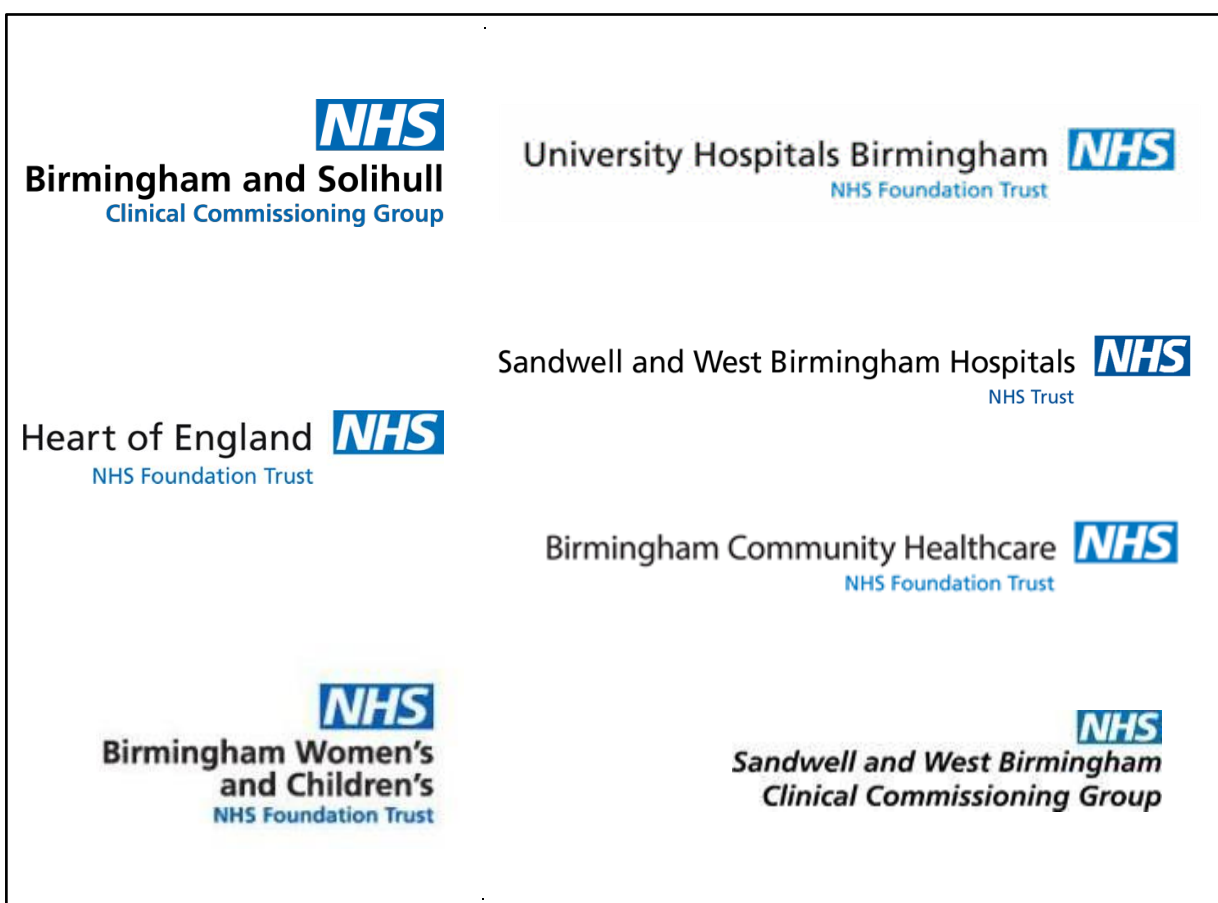 NHS
Birmingham and Solihull
Clinical Commissioning Group
University Hospitals Birmingham NHS
NHS Foundation Trust
Sandwell and West Birmingham Hospitals NHS
NHS Trust
Heart of England NHS
NHS Foundation Trust
Birmingham Community Healthcare NHS
NHS Foundation Trust
NHS
Birmingham Women's
and Children's
NHS Foundation Trust
NHS
Sandwell and West Birmingham
Clinical Commissioning Group